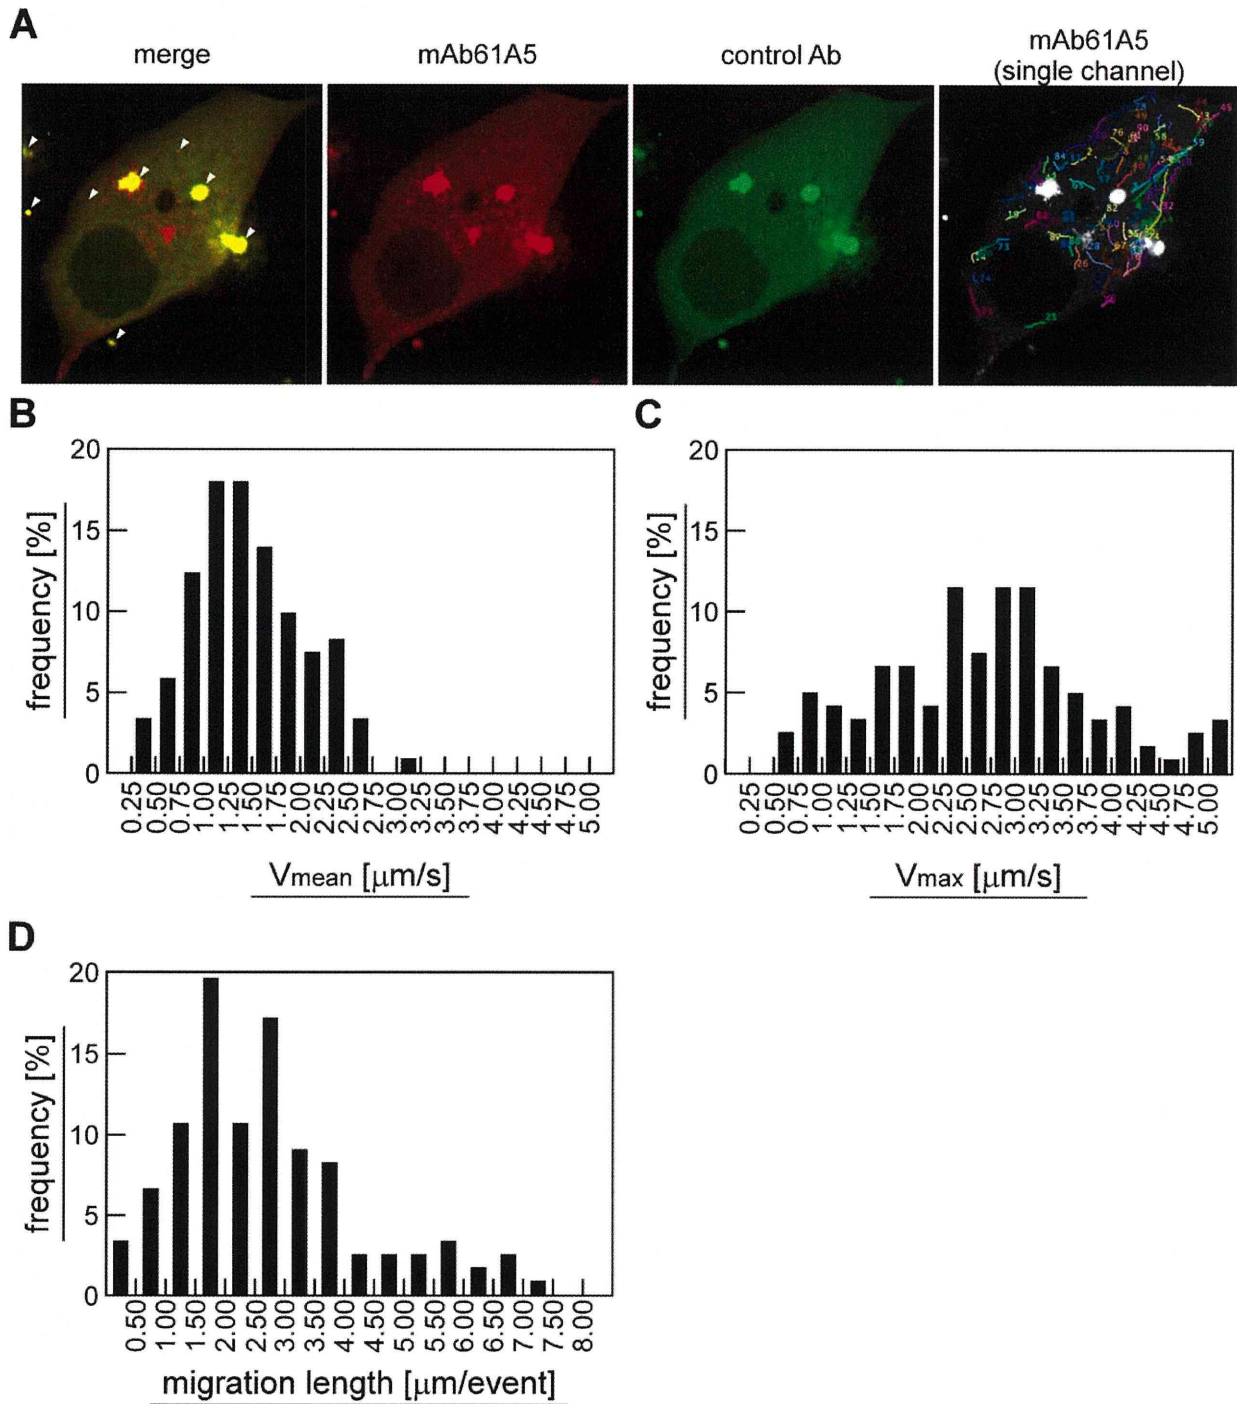 A
merge
mAb61A5
control Ab
mAb61A5
(single channel)
B
20
15
10
5
0
frequency [%]
0.25 0.50 0.75 1.00 1.25 1.50 1.75 2.00 2.25 2.50 2.75 3.00 3.25 3.50 3.75 4.00 4.25 4.50 4.75 5.00
Vmean [μm/s]
C
20
15
10
5
0
frequency [%]
0.25 0.50 0.75 1.00 1.25 1.50 1.75 2.00 2.25 2.50 2.75 3.00 3.25 3.50 3.75 4.00 4.25 4.50 4.75 5.00
Vmax [μm/s]
D
20
15
10
5
0
frequency [%]
0.50 1.00 1.50 2.00 2.50 3.00 3.50 4.00 4.50 5.00 5.50 6.00 6.50 7.00 7.50 8.00
migration length [μm/event]